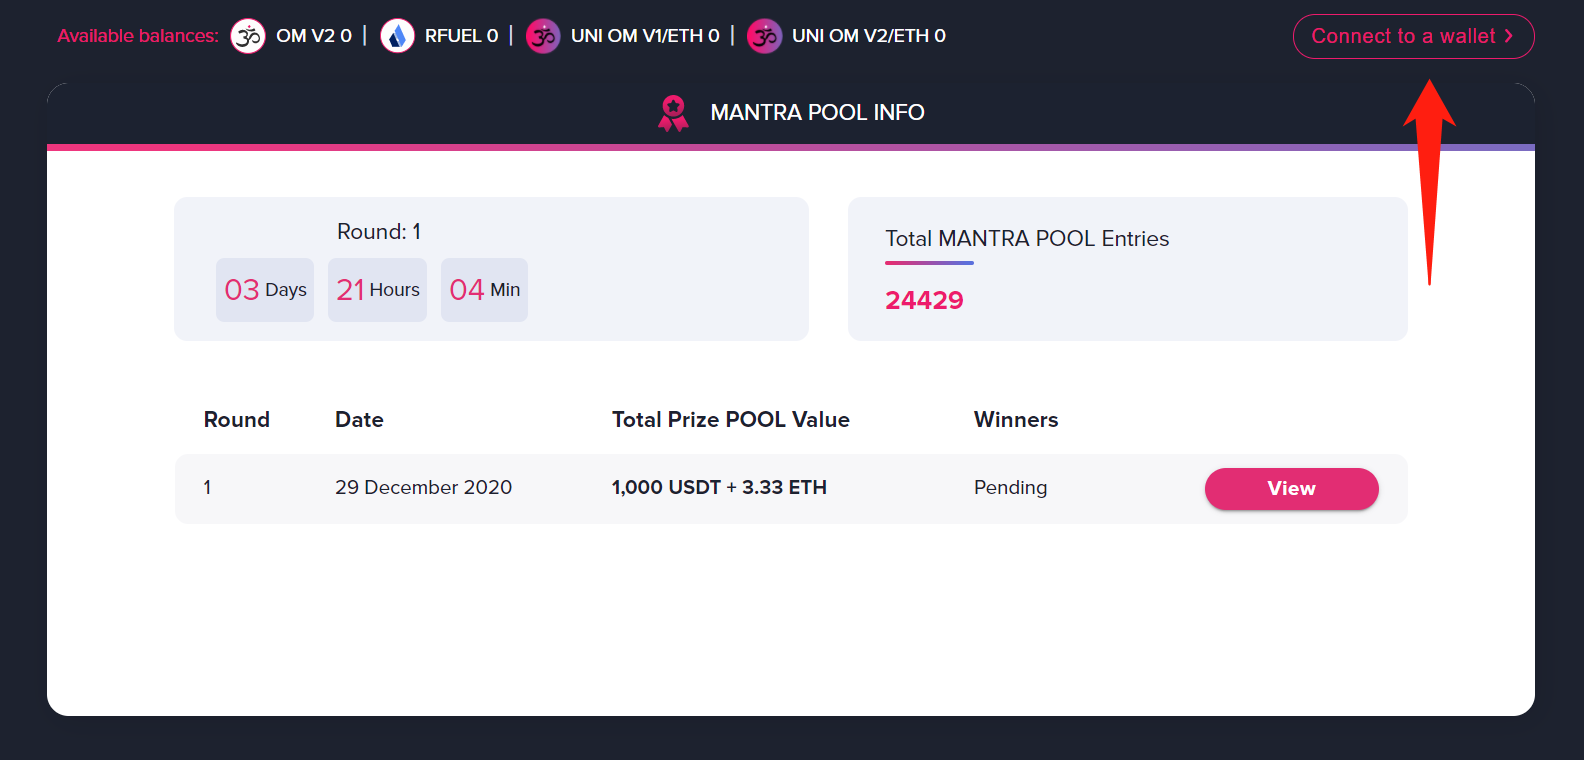 Available balances: OM V2 0 | RFUEL 0 | UNI OM V1/ETH 0 | UNI OM V2/ETH 0 Connect to a wallet >
MANTRA POOL INFO
Round: 1
03 Days 21 Hours 04 Min
Total MANTRA POOL Entries
24429
Round Date Total Prize POOL Value Winners
1 29 December 2020 1,000 USDT + 3.33 ETH Pending View